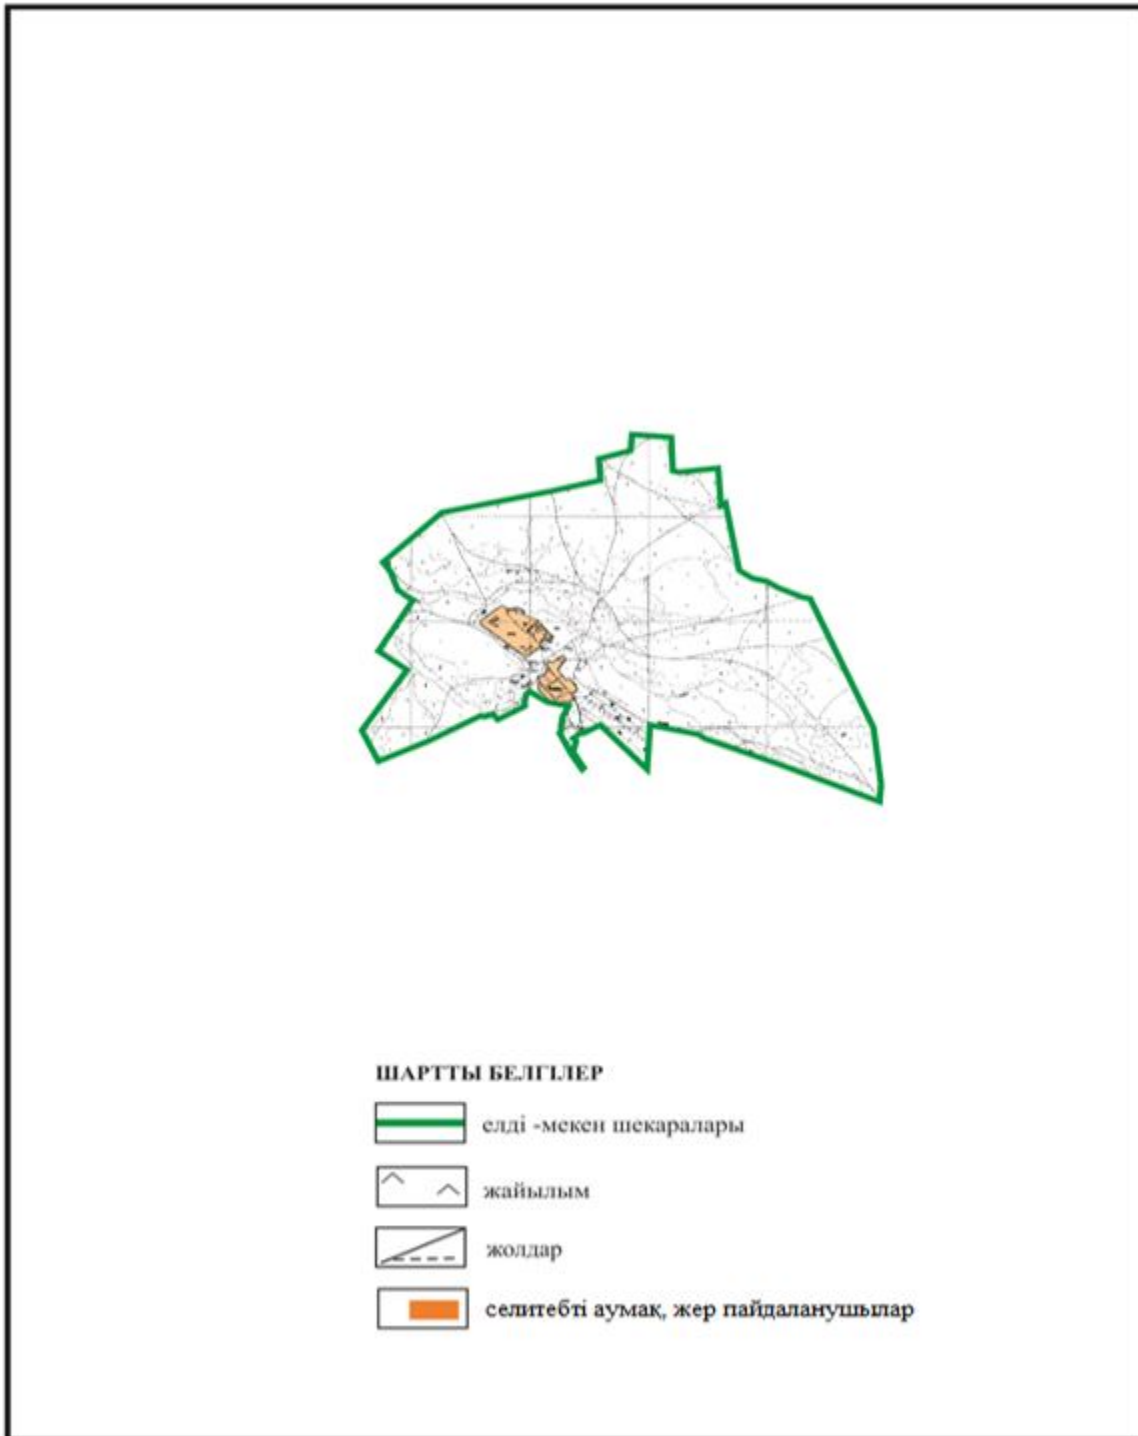 ШАРТТЫ БЕЛГІЛЕР
елді -мекен шекаралары
жайылым
жолдар
селитебті аумақ, жер пайдаланушылар